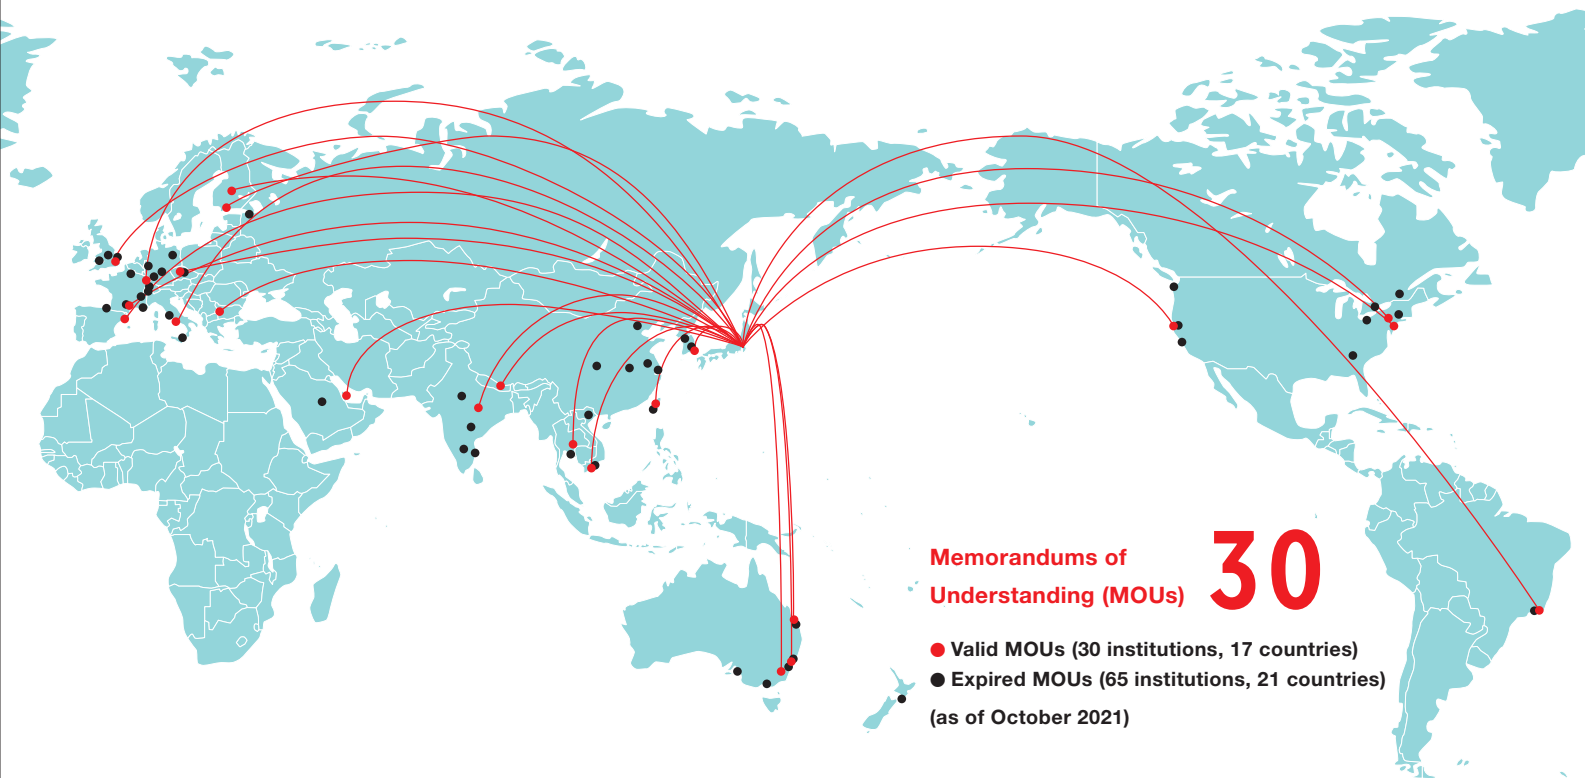 Memorandums of
Understanding (MOUs)
30
Valid MOUs (30 institutions, 17 countries)
Expired MOUs (65 institutions, 21 countries)
(as of October 2021)